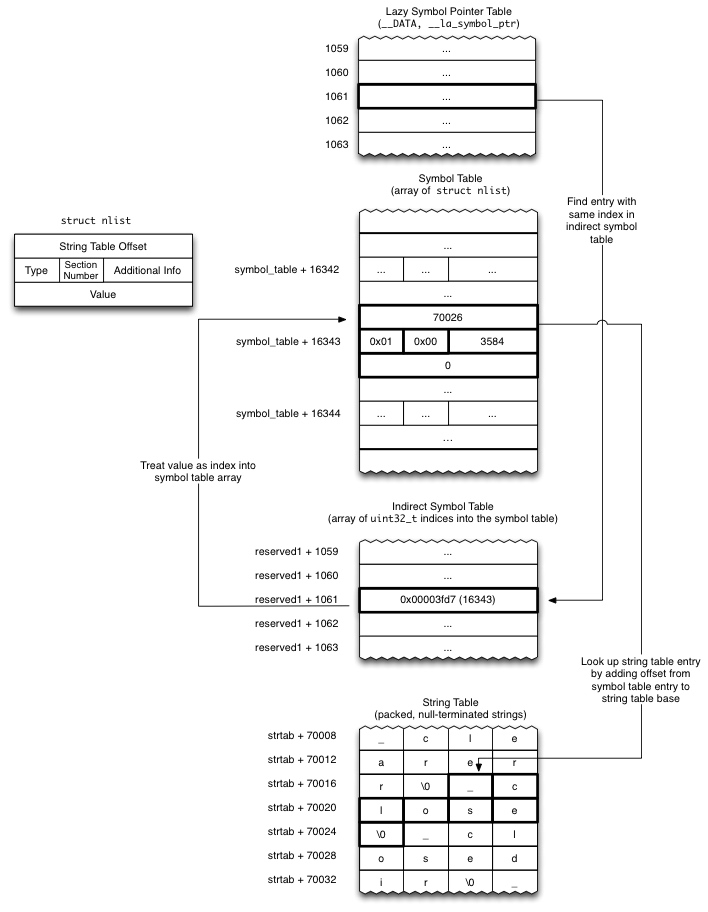 Lazy Symbol Pointer Table
(__DATA, __la_symbol_ptr)
1059 ...
1060 ...
1061 ...
1062 ...
1063 ...
Symbol Table
(array of struct nlist)
Find entry with
same index in
indirect symbol
table
struct nlist
String Table Offset
Type Section Number Additional Info
Value
...
symbol_table + 16342 ... ... ...
...
70026
symbol_table + 16343 0x01 0x00 3584
0
...
symbol_table + 16344 ... ... ...
...
Treat value as index into
symbol table array
Indirect Symbol Table
(array of uint32_t indices into the symbol table)
reserved1 + 1059 ...
reserved1 + 1060 ...
reserved1 + 1061 0x00003fd7 (16343)
reserved1 + 1062 ...
reserved1 + 1063 ...
Look up string table entry
by adding offset from
symbol table entry to
string table base
String Table
(packed, null-terminated strings)
strtab + 70008 _ c l e
strtab + 70012 a r e r
strtab + 70016 r \0 _ c
strtab + 70020 l o s e
strtab + 70024 \0 _ c l
strtab + 70028 o s e d
strtab + 70032 i r \0 _